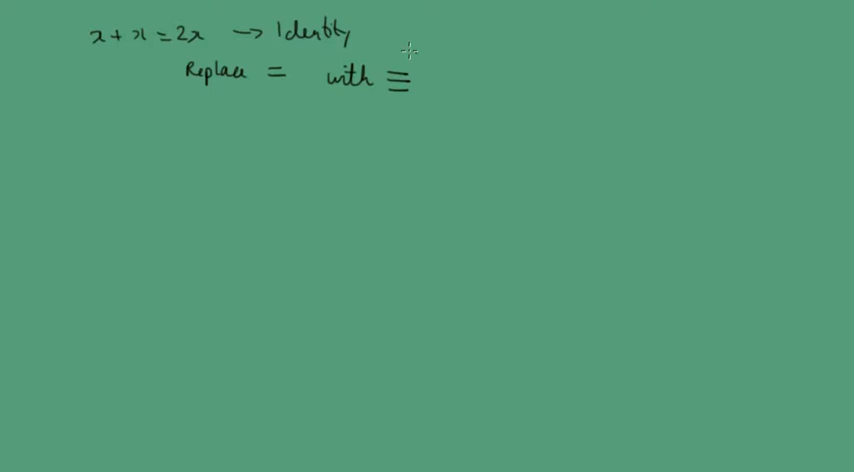 x + x = 2x → Identity
Replace = with ≡